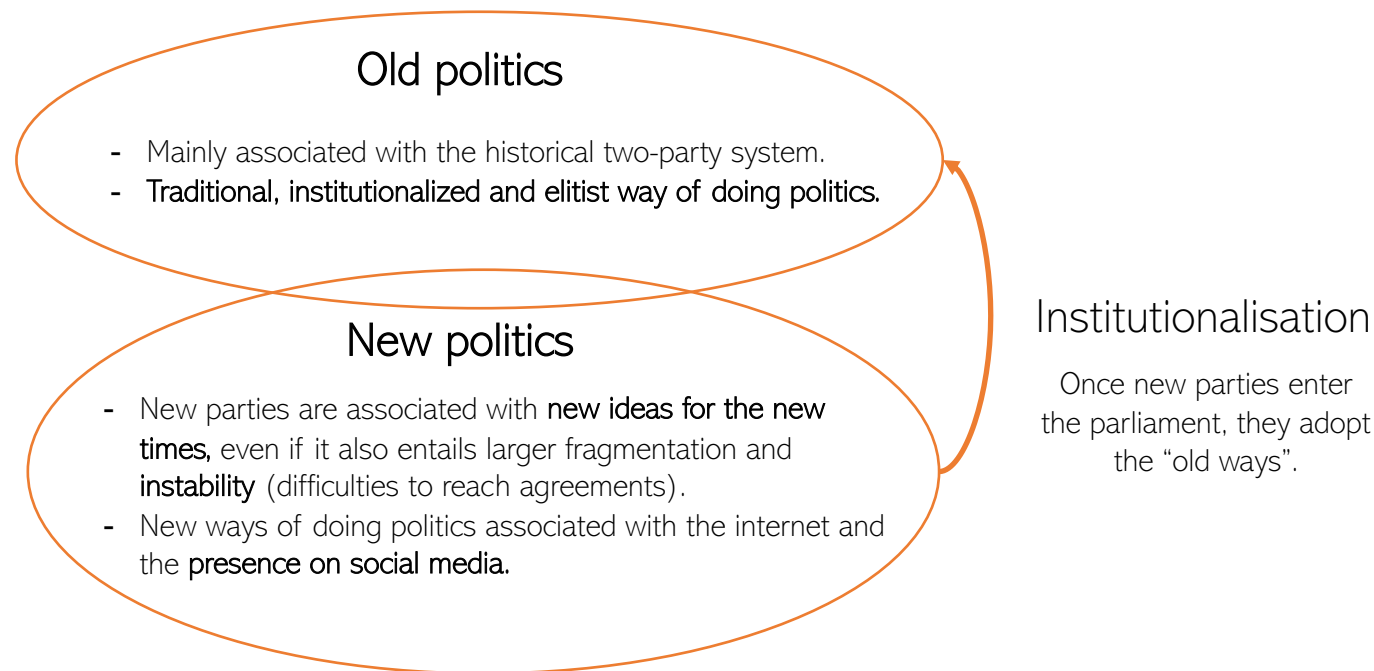 Old politics
- Mainly associated with the historical two-party system.
- Traditional, institutionalized and elitist way of doing politics.
New politics
- New parties are associated with new ideas for the new
times, even if it also entails larger fragmentation and
instability (difficulties to reach agreements).
- New ways of doing politics associated with the internet and
the presence on social media.
Institutionalisation
Once new parties enter
the parliament, they adopt
the “old ways”.